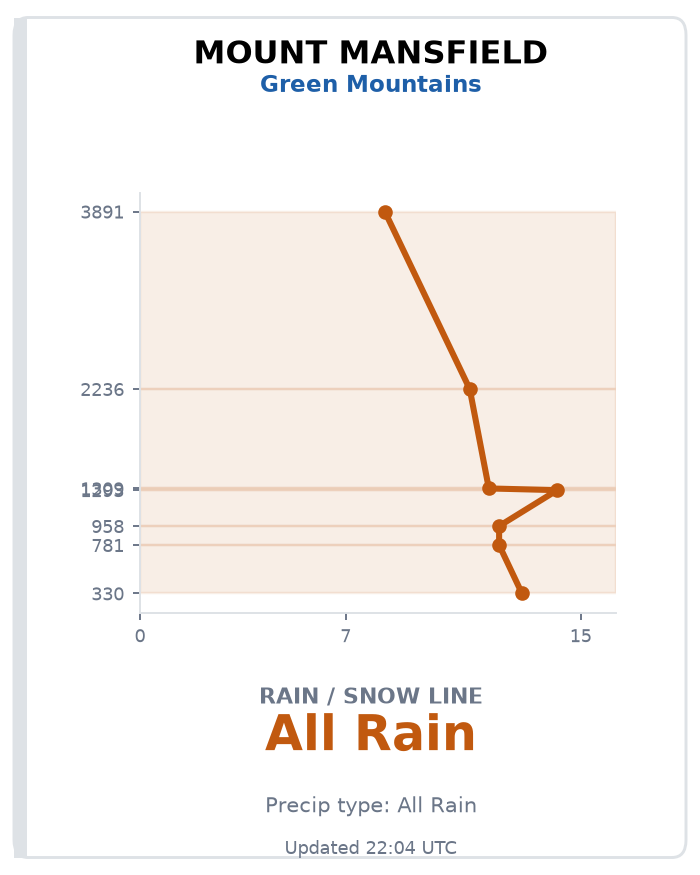 MOUNT MANSFIELD
Green Mountains
3891
2236
958
781
330
0 7 15
RAIN / SNOW LINE
All Rain
Precip type: All Rain
Updated 22:04 UTC